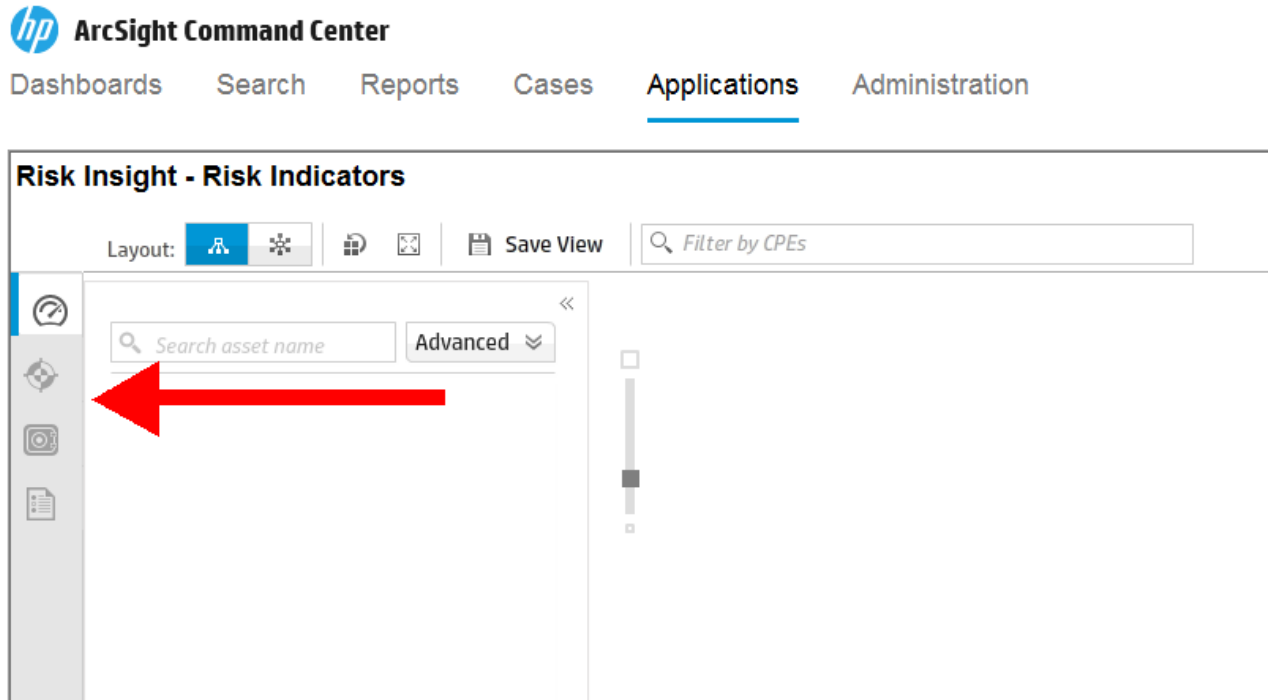 hp ArcSight Command Center
Dashboards Search Reports Cases Applications Administration
Risk Insight - Risk Indicators
Layout: Save View Filter by CPEs
Search asset name Advanced